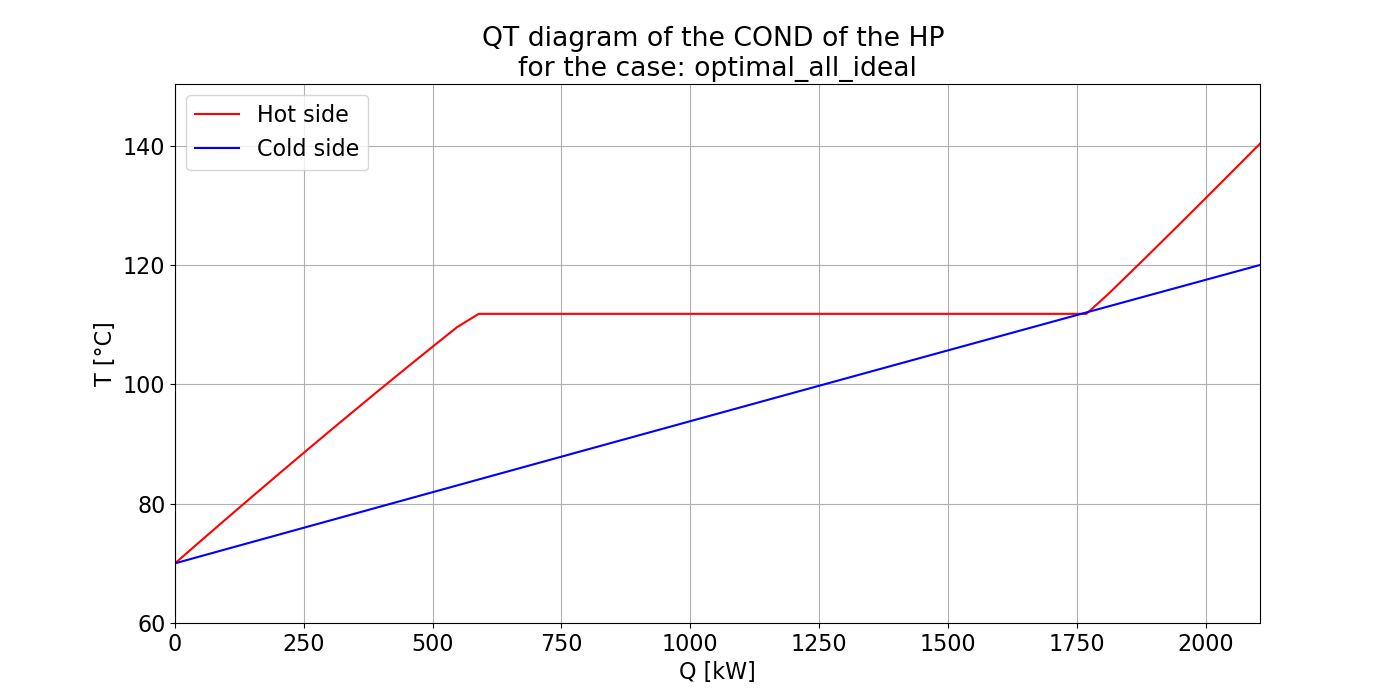 QT diagram of the COND of the HP
for the case: optimal_all_ideal
Hot side
Cold side
140
120
100
80
60
T [°C]
0 250 500 750 1000 1250 1500 1750 2000
Q [kW]